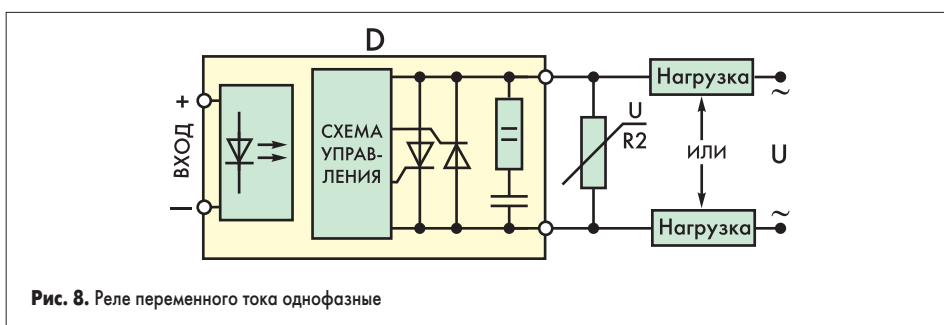 D
+
ВХОД
–
СХЕМА
УПРАВ-
ЛЕНИЯ
U
R2
Нагрузка
~
ИЛИ
U
~
Нагрузка
Рис. 8. Реле переменного тока однофазные